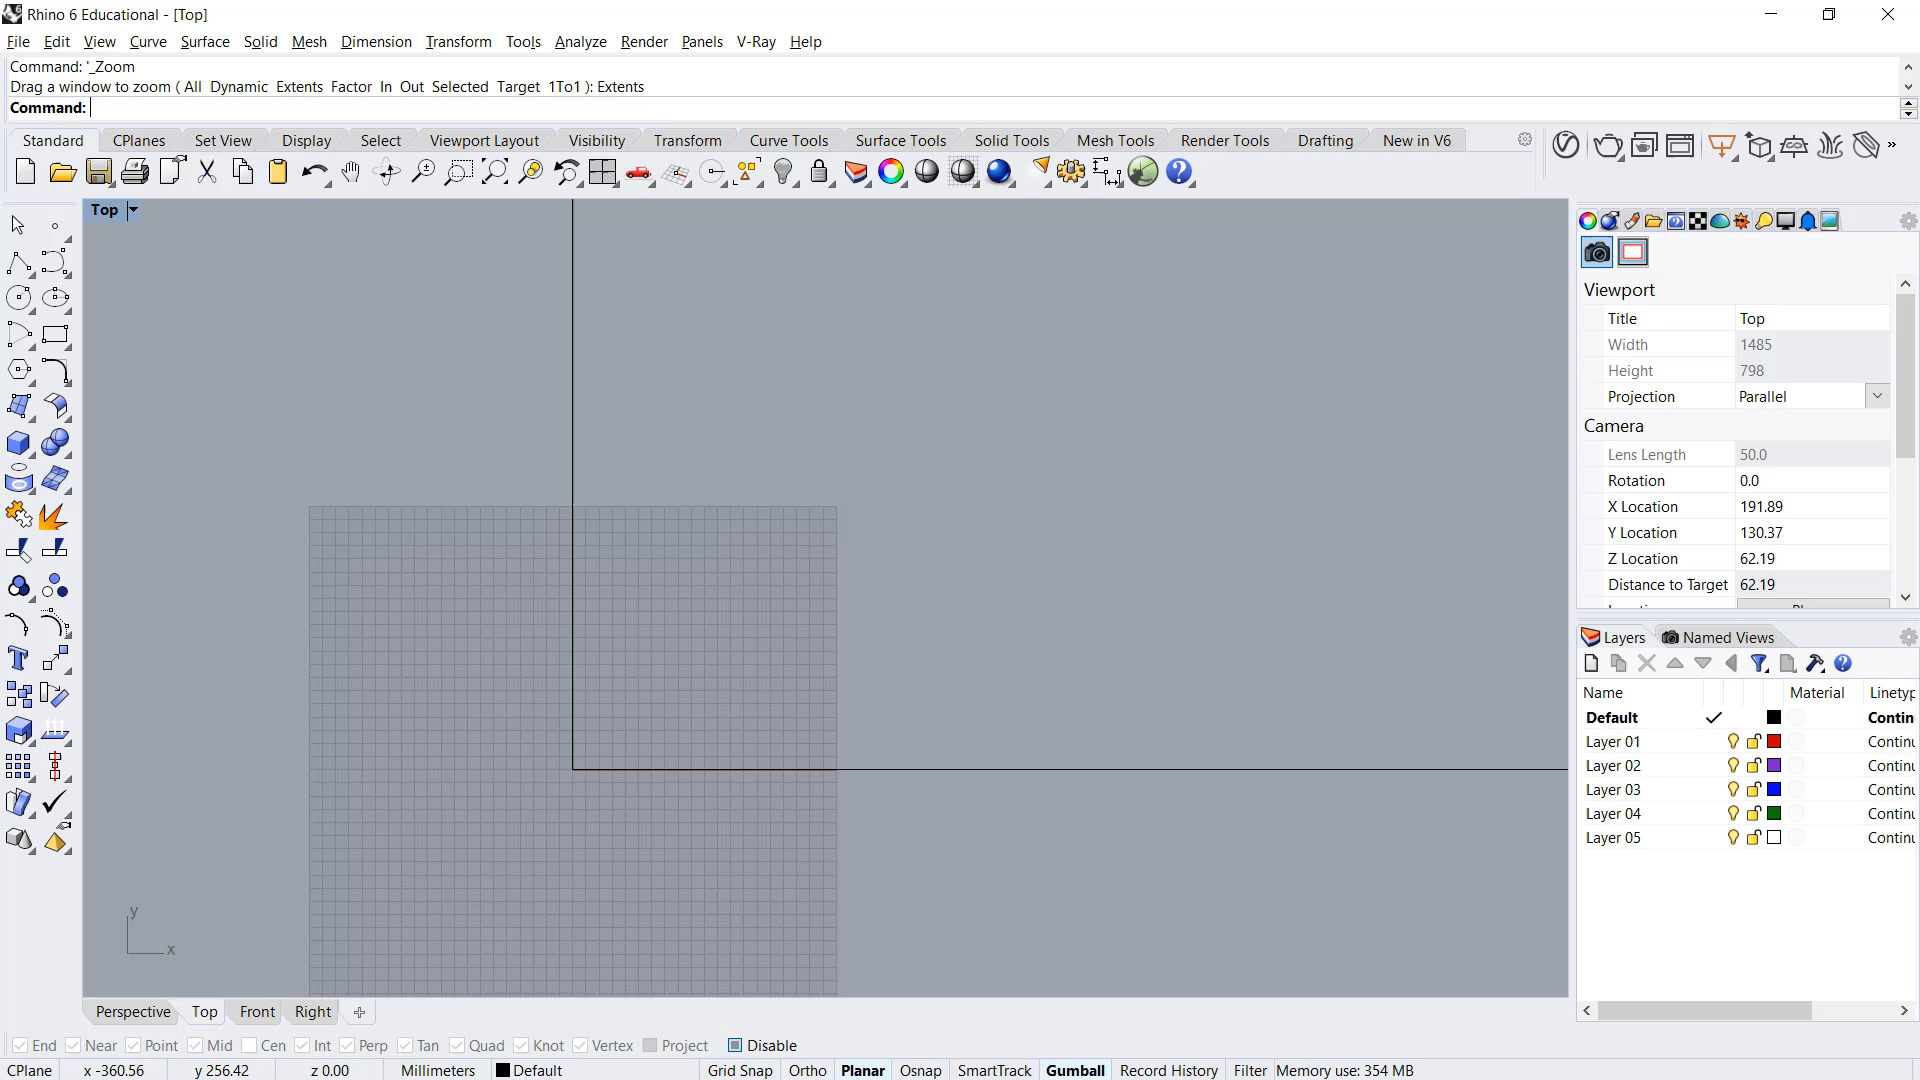 Rhino 6 Educational - [Top]
File Edit View Curve Surface Solid Mesh Dimension Transform Tools Analyze Render Panels V-Ray Help
Command: '_Zoom
Drag a window to zoom ( All Dynamic Extents Factor In Out Selected Target 1To1 ): Extents
Command:
Standard CPlanes Set View Display Select Viewport Layout Visibility Transform Curve Tools Surface Tools Solid Tools Mesh Tools Render Tools Drafting New in V6
Top
Viewport
Title Top
Width 1485
Height 798
Projection Parallel
Camera
Lens Length 50.0
Rotation 0.0
X Location 191.89
Y Location 130.37
Z Location 62.19
Distance to Target 62.19
Layers Named Views
Name Material Linetyp
Default Contin
Layer 01 Continu
Layer 02 Continu
Layer 03 Continu
Layer 04 Continu
Layer 05 Continu
y
x
Perspective Top Front Right
End Near Point Mid Cen Int Perp Tan Quad Knot Vertex Project Disable
CPlane x -360.56 y 256.42 z 0.00 Millimeters Default Grid Snap Ortho Planar Osnap SmartTrack Gumball Record History Filter Memory use: 354 MB